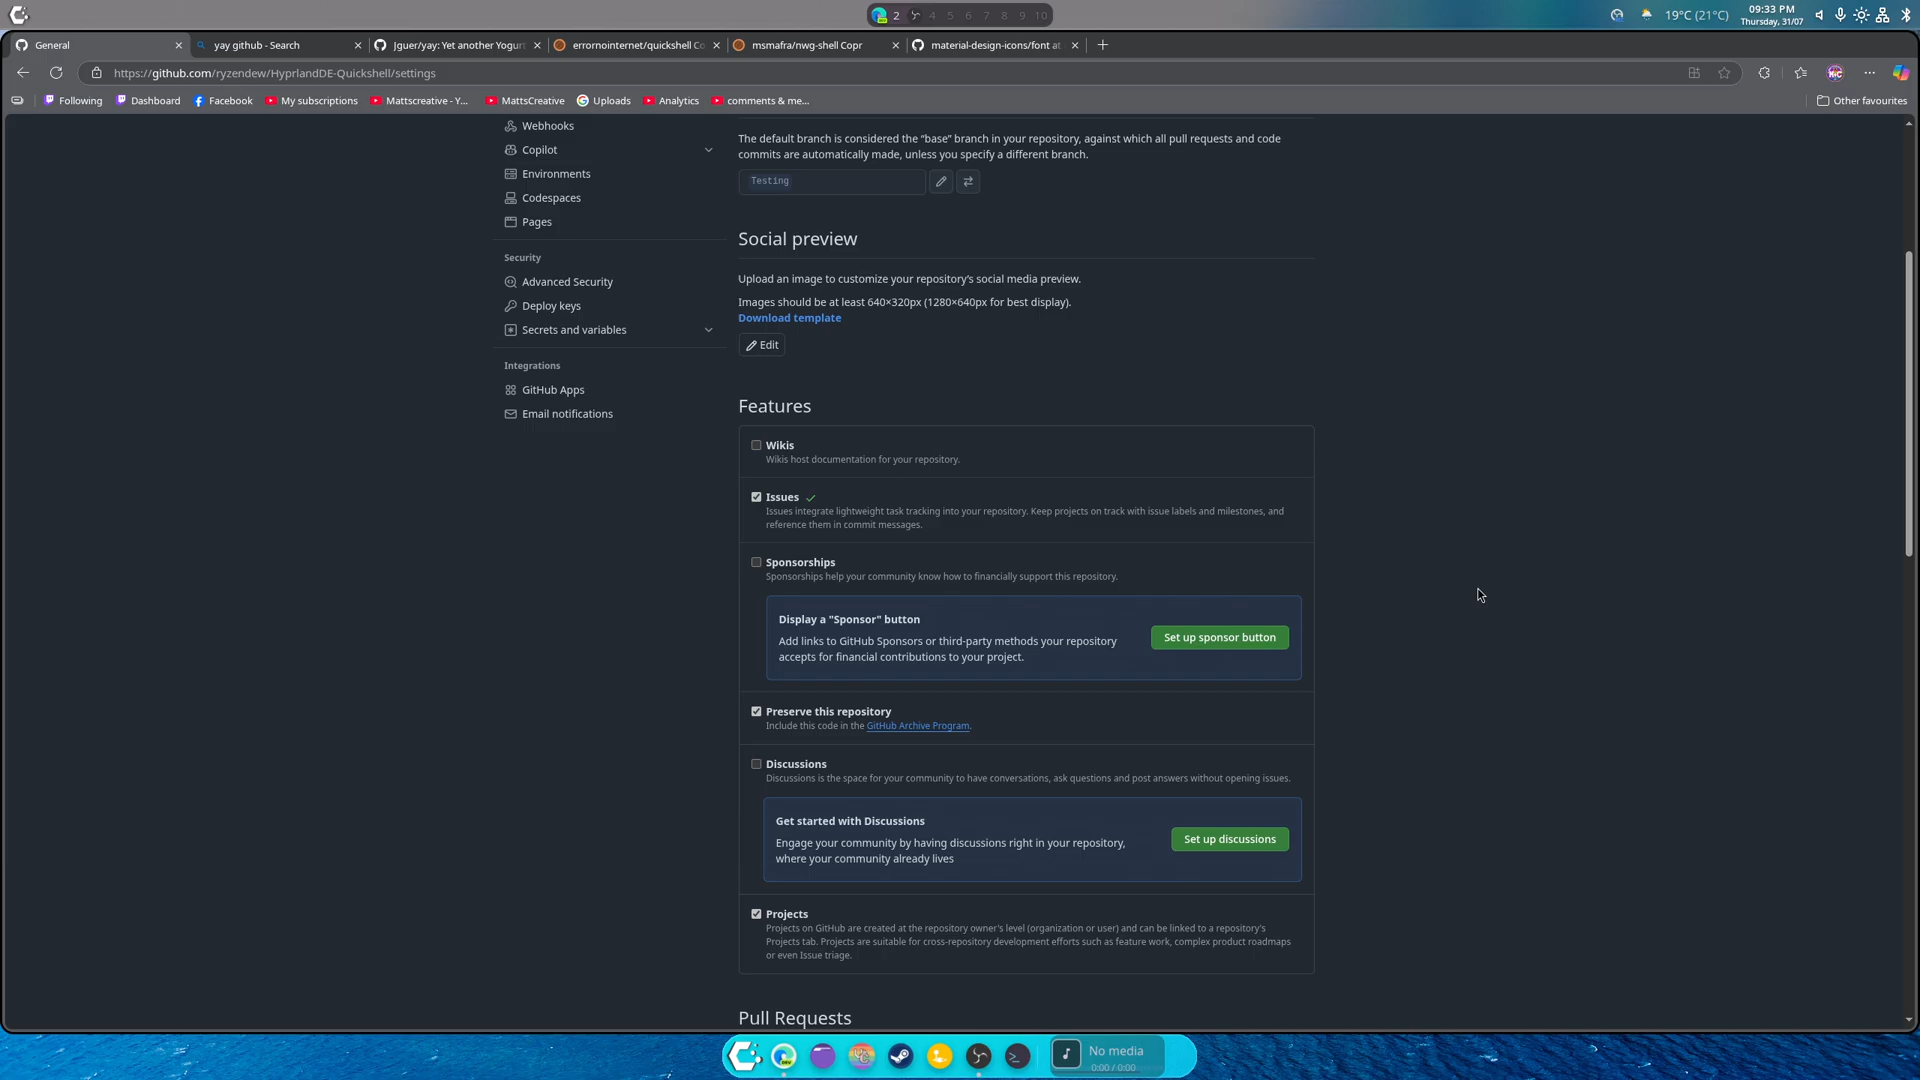 2 4 5 6 7 8 9 10
19°C (21°C)
09:33 PM
Thursday, 31/07
General
yay github - Search
Jguer/yay: Yet another Yogurt
errornointernet/quickshell Co
msmafra/nwg-shell Copr
material-design-icons/font at
https://github.com/ryzendew/HyprlandDE-Quickshell/settings
Following
Dashboard
Facebook
My subscriptions
Mattscreative - Y...
MattsCreative
Uploads
Analytics
comments & me...
Other favourites
Webhooks
Copilot
Environments
Codespaces
Pages
Security
Advanced Security
Deploy keys
Secrets and variables
Integrations
GitHub Apps
Email notifications
The default branch is considered the “base” branch in your repository, against which all pull requests and code
commits are automatically made, unless you specify a different branch.
Testing
Social preview
Upload an image to customize your repository’s social media preview.
Images should be at least 640×320px (1280×640px for best display).
Download template
Edit
Features
Wikis
Wikis host documentation for your repository.
Issues
Issues integrate lightweight task tracking into your repository. Keep projects on track with issue labels and milestones, and
reference them in commit messages.
Sponsorships
Sponsorships help your community know how to financially support this repository.
Display a "Sponsor" button
Add links to GitHub Sponsors or third-party methods your repository
accepts for financial contributions to your project.
Set up sponsor button
Preserve this repository
Include this code in the GitHub Archive Program.
Discussions
Discussions is the space for your community to have conversations, ask questions and post answers without opening issues.
Get started with Discussions
Engage your community by having discussions right in your repository,
where your community already lives
Set up discussions
Projects
Projects on GitHub are created at the repository owner's level (organization or user) and can be linked to a repository's
Projects tab. Projects are suitable for cross-repository development efforts such as feature work, complex product roadmaps
or even Issue triage.
Pull Requests
No media
0:00 / 0:00